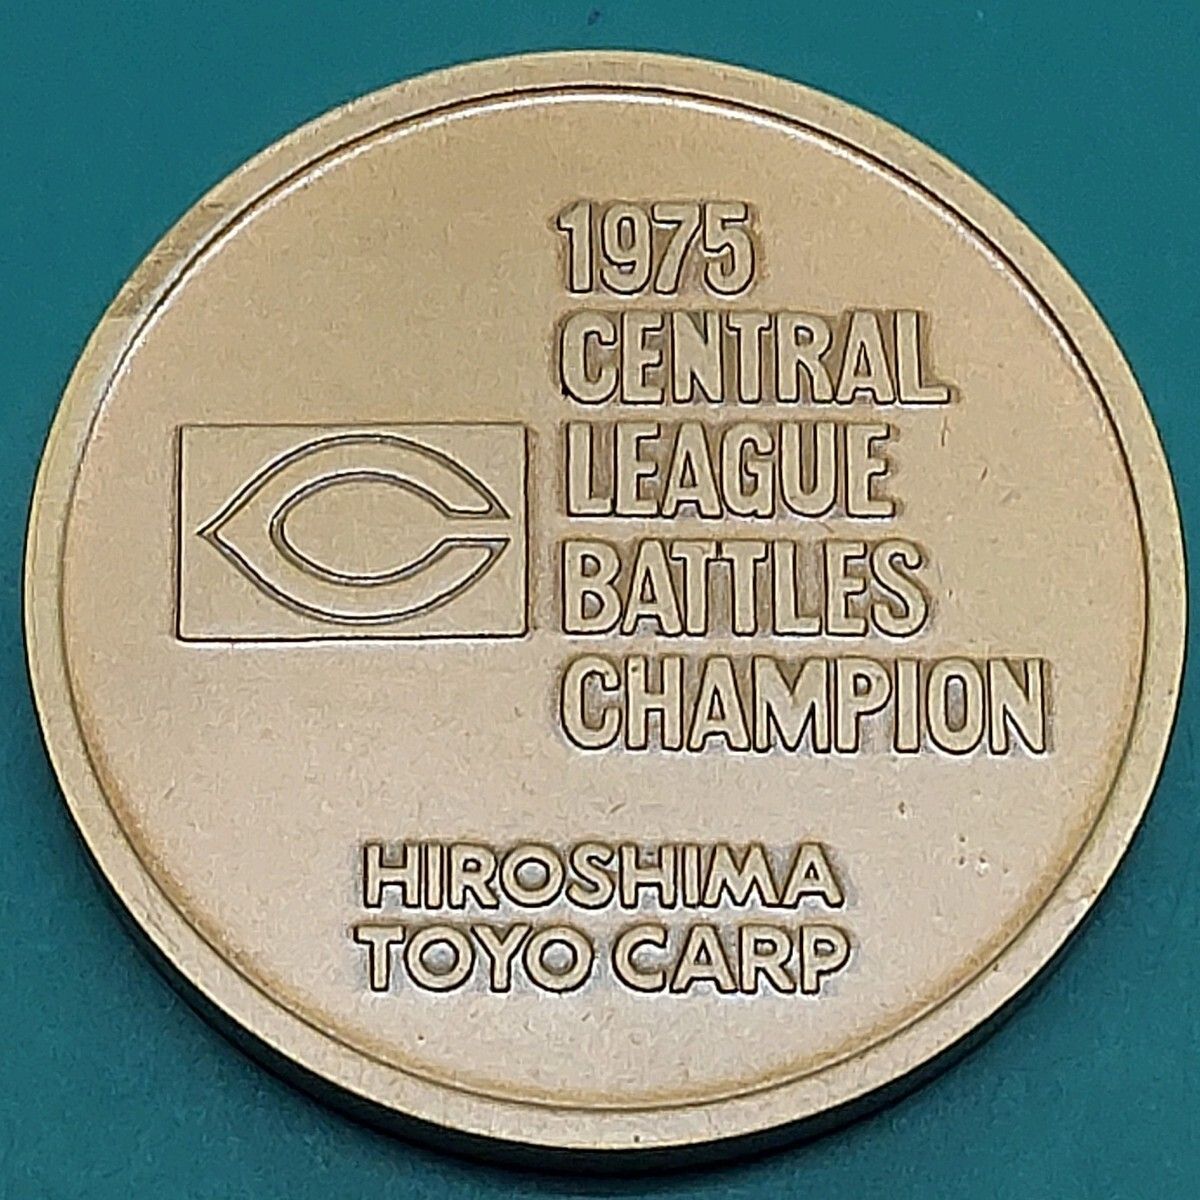 1975
CENTRAL
LEAGUE
BATTLES
CHAMPION
HIROSHIMA
TOYO CARP